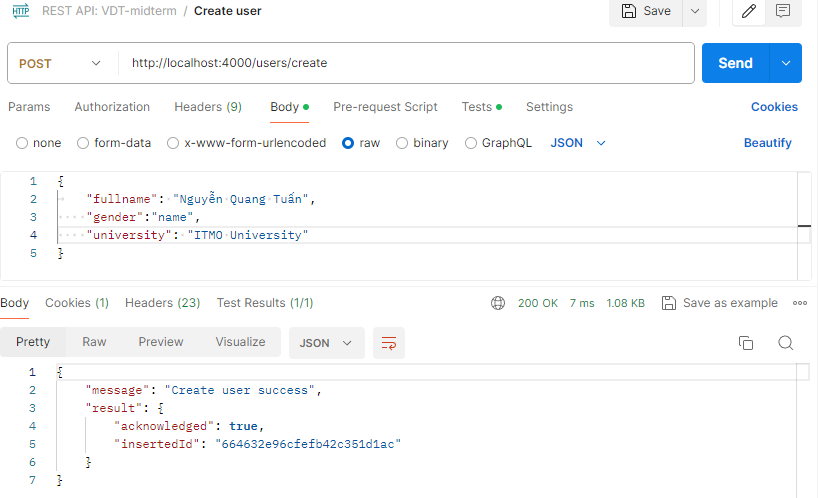 HTTP REST API: VDT-midterm / Create user Save
POST http://localhost:4000/users/create Send
Params Authorization Headers (9) Body Pre-request Script Tests Settings Cookies
none form-data x-www-form-urlencoded raw binary GraphQL JSON Beautify
1 {
2 "fullname": "Nguyễn Quang Tuấn",
3 "gender":"name",
4 "university": "ITMO University"
5 }
Body Cookies (1) Headers (23) Test Results (1/1) 200 OK 7 ms 1.08 KB Save as example
Pretty Raw Preview Visualize JSON
1 {
2 "message": "Create user success",
3 "result": {
4 "acknowledged": true,
5 "insertedId": "664632e96cfefb42c351d1ac"
6 }
7 }